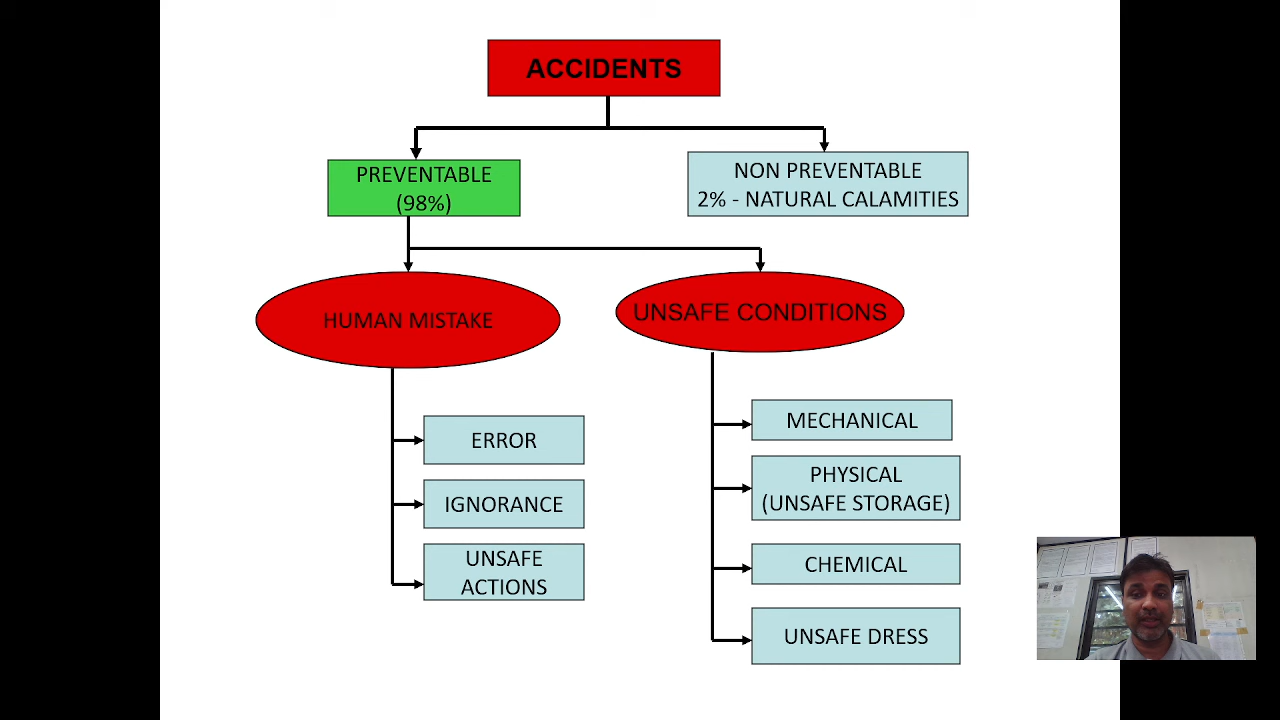 ACCIDENTS
PREVENTABLE
(98%)
NON PREVENTABLE
2% - NATURAL CALAMITIES
HUMAN MISTAKE
UNSAFE CONDITIONS
ERROR
IGNORANCE
UNSAFE
ACTIONS
MECHANICAL
PHYSICAL
(UNSAFE STORAGE)
CHEMICAL
UNSAFE DRESS